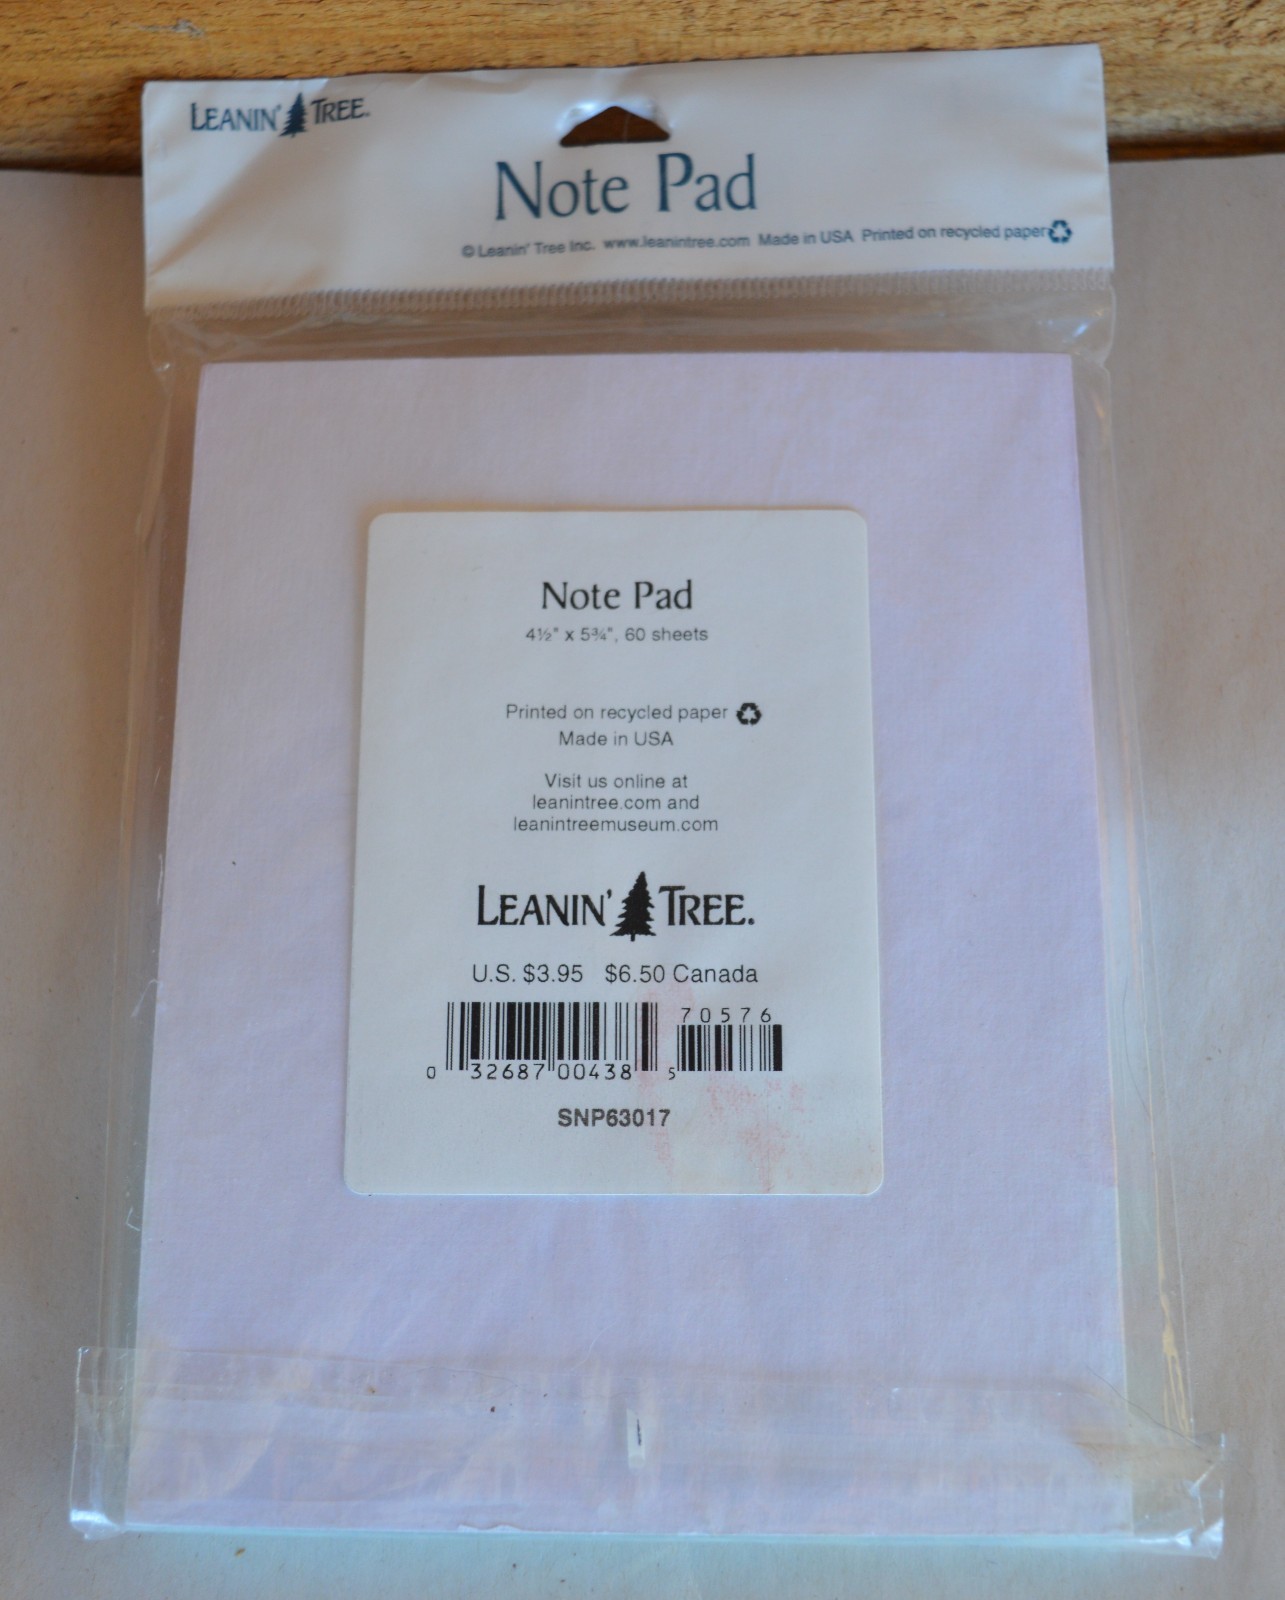 LEANIN' TREE.
Note Pad
© Leanin' Tree Inc. www.leanintree.com Made in USA Printed on recycled paper
Note Pad
4½" x 5¾", 60 sheets
Printed on recycled paper
Made in USA
Visit us online at
leanintree.com and
leanintreemuseum.com
LEANIN' TREE.
U.S. $3.95 $6.50 Canada
70576
0 32687 00438 5
SNP63017